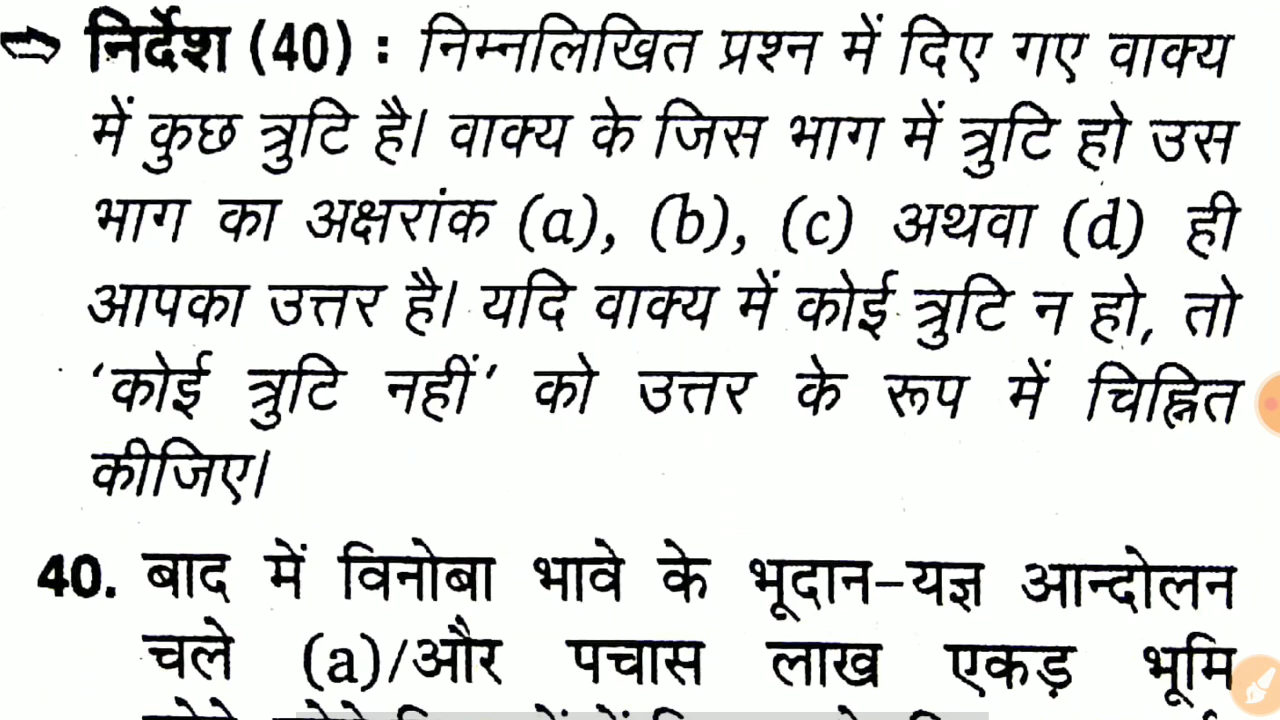 ⇨ निर्देश (40) : निम्नलिखित प्रश्न में दिए गए वाक्य
में कुछ त्रुटि है। वाक्य के जिस भाग में त्रुटि हो उस
भाग का अक्षरांक (a), (b), (c) अथवा (d) ही
आपका उत्तर है। यदि वाक्य में कोई त्रुटि न हो, तो
‘कोई त्रुटि नहीं’ को उत्तर के रूप में चिह्नित
कीजिए।
40. बाद में विनोबा भावे के भूदान-यज्ञ आन्दोलन
चले (a)/और पचास लाख एकड़ भूमि